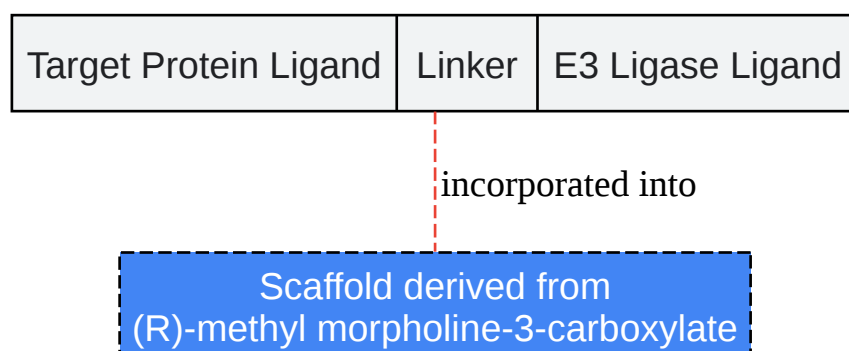 Target Protein Ligand Linker E3 Ligase Ligand
incorporated into
Scaffold derived from
(R)-methyl morpholine-3-carboxylate